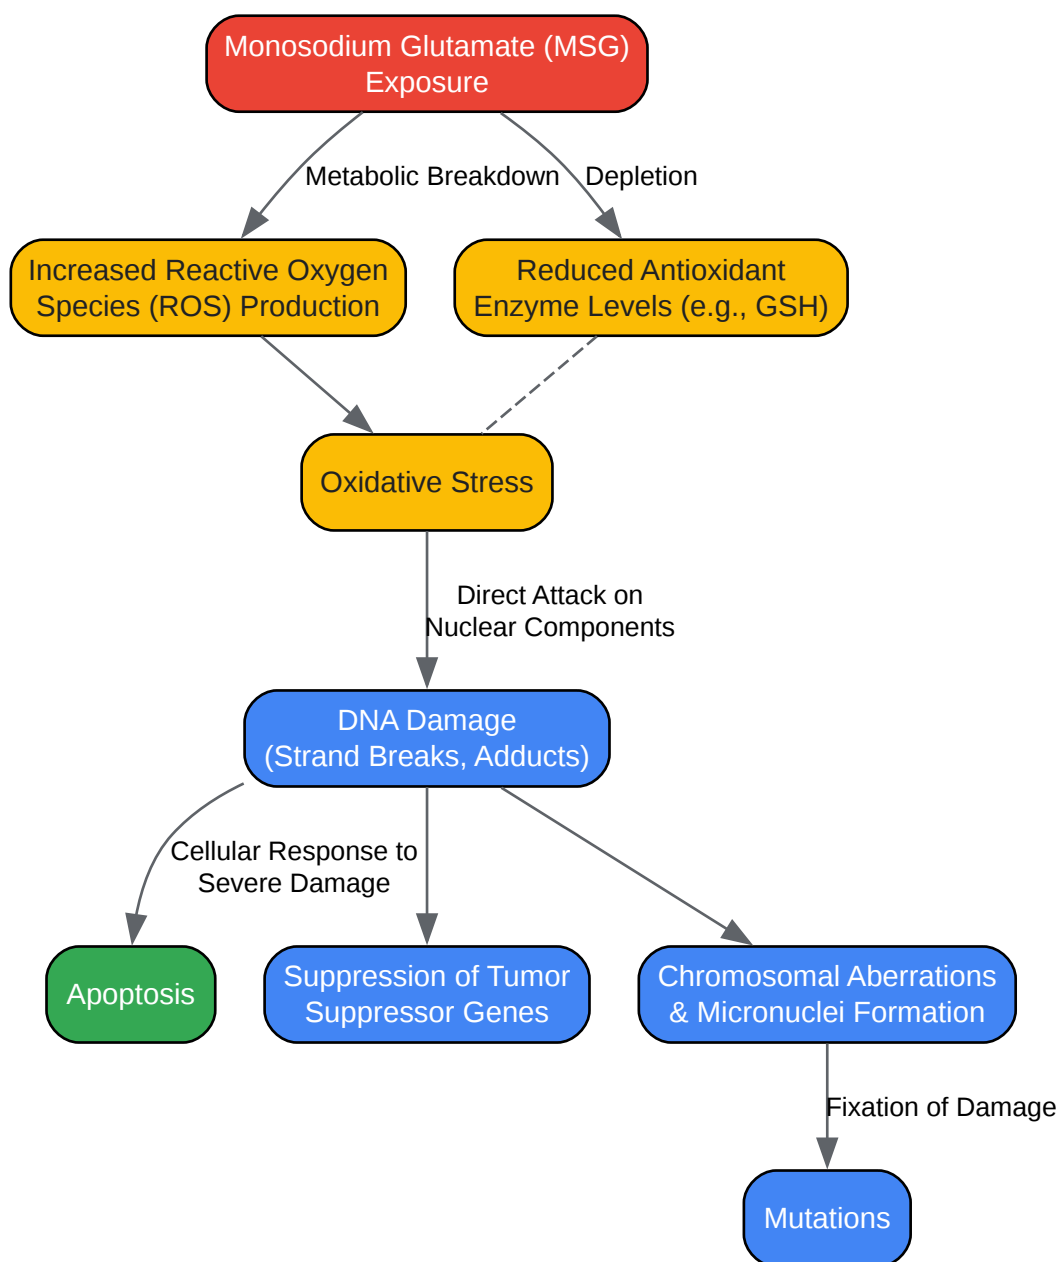 Monosodium Glutamate (MSG)
Exposure
Metabolic Breakdown
Depletion
Increased Reactive Oxygen
Species (ROS) Production
Reduced Antioxidant
Enzyme Levels (e.g., GSH)
Oxidative Stress
Direct Attack on
Nuclear Components
DNA Damage
(Strand Breaks, Adducts)
Cellular Response to
Severe Damage
Apoptosis
Suppression of Tumor
Suppressor Genes
Chromosomal Aberrations
& Micronuclei Formation
Fixation of Damage
Mutations